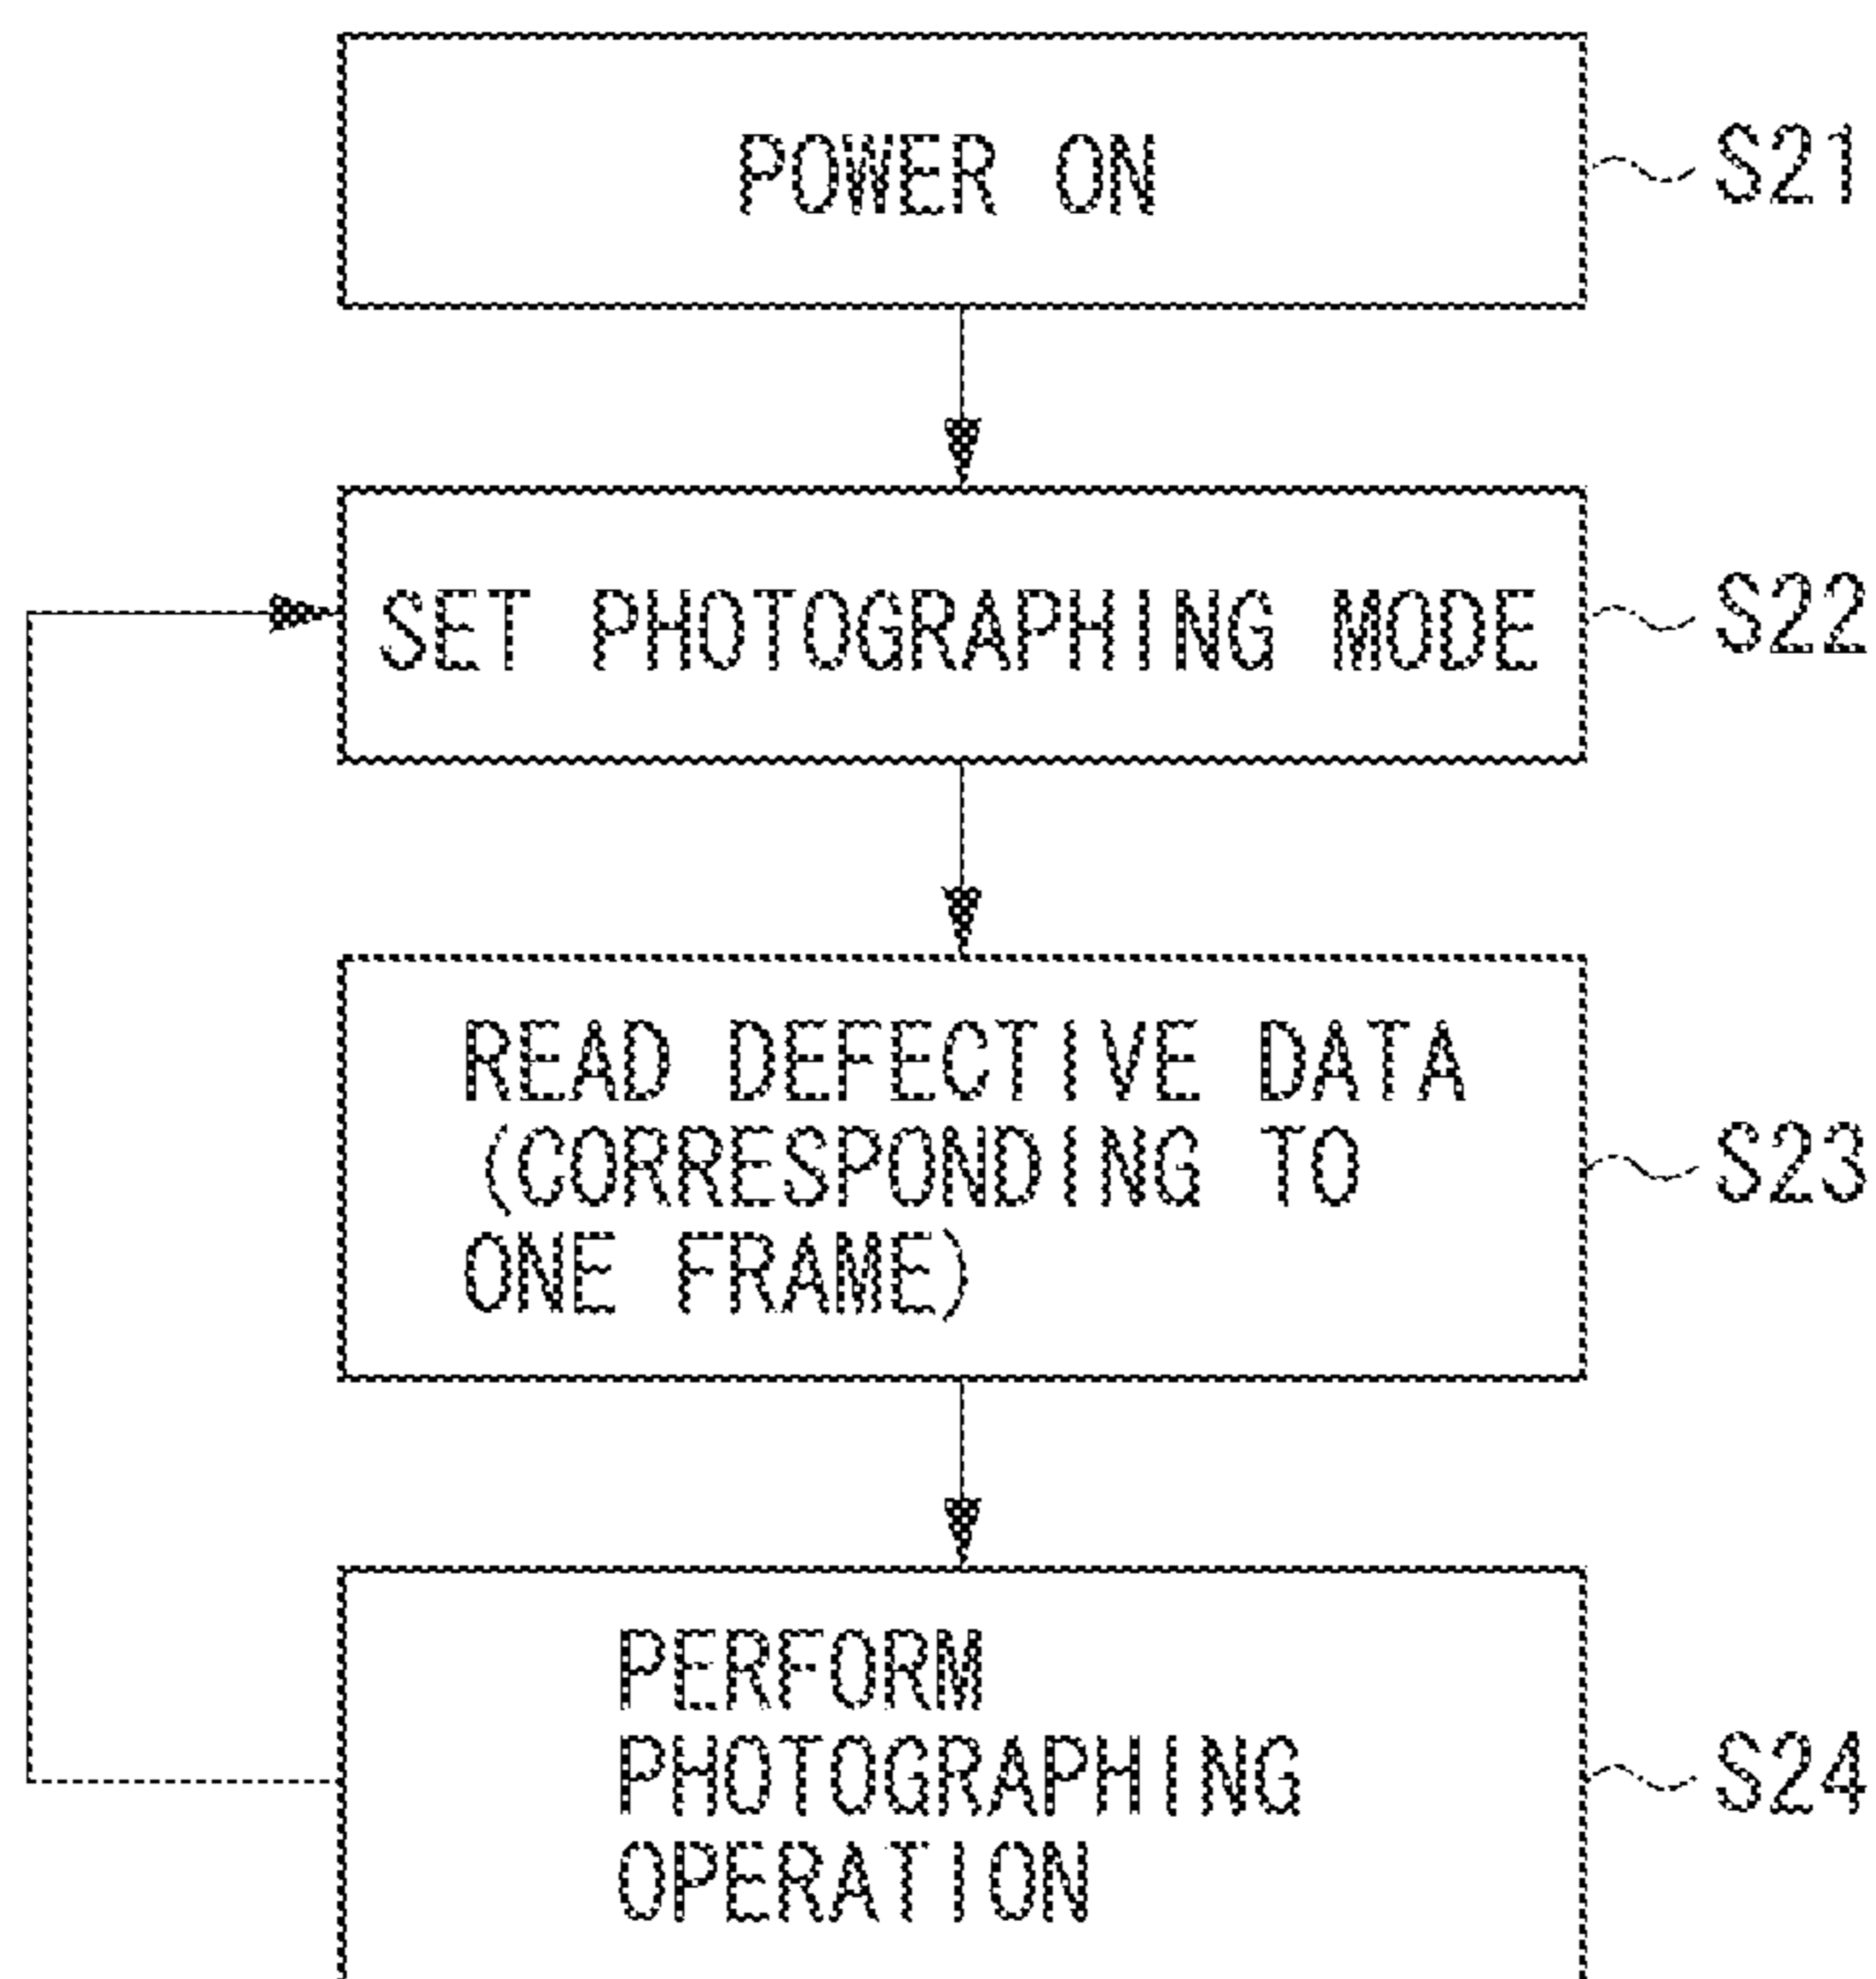 POWER ON
S21
SET PHOTOGRAPHING MODE
S22
READ DEFECTIVE DATA
(CORRESPONDING TO
ONE FRAME)
S23
PERFORM
PHOTOGRAPHING
OPERATION
S24